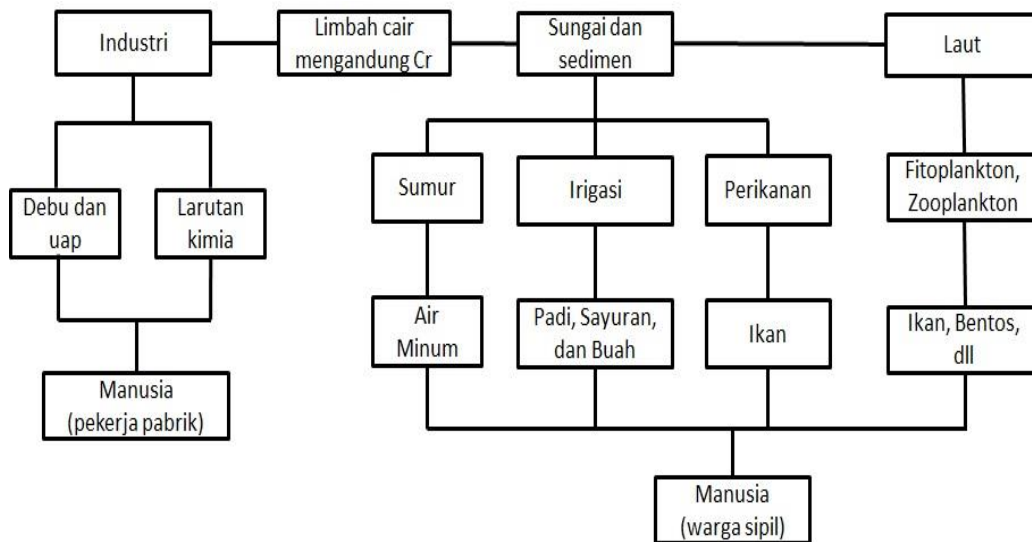 Industri
Limbah cair
mengandung Cr
Sungai dan
sedimen
Laut
Debu dan
uap
Larutan
kimia
Sumur
Irigasi
Perikanan
Fitoplankton,
Zooplankton
Air
Minum
Padi, Sayuran,
dan Buah
Ikan
Ikan, Bentos,
dll
Manusia
(pekerja pabrik)
Manusia
(warga sipil)